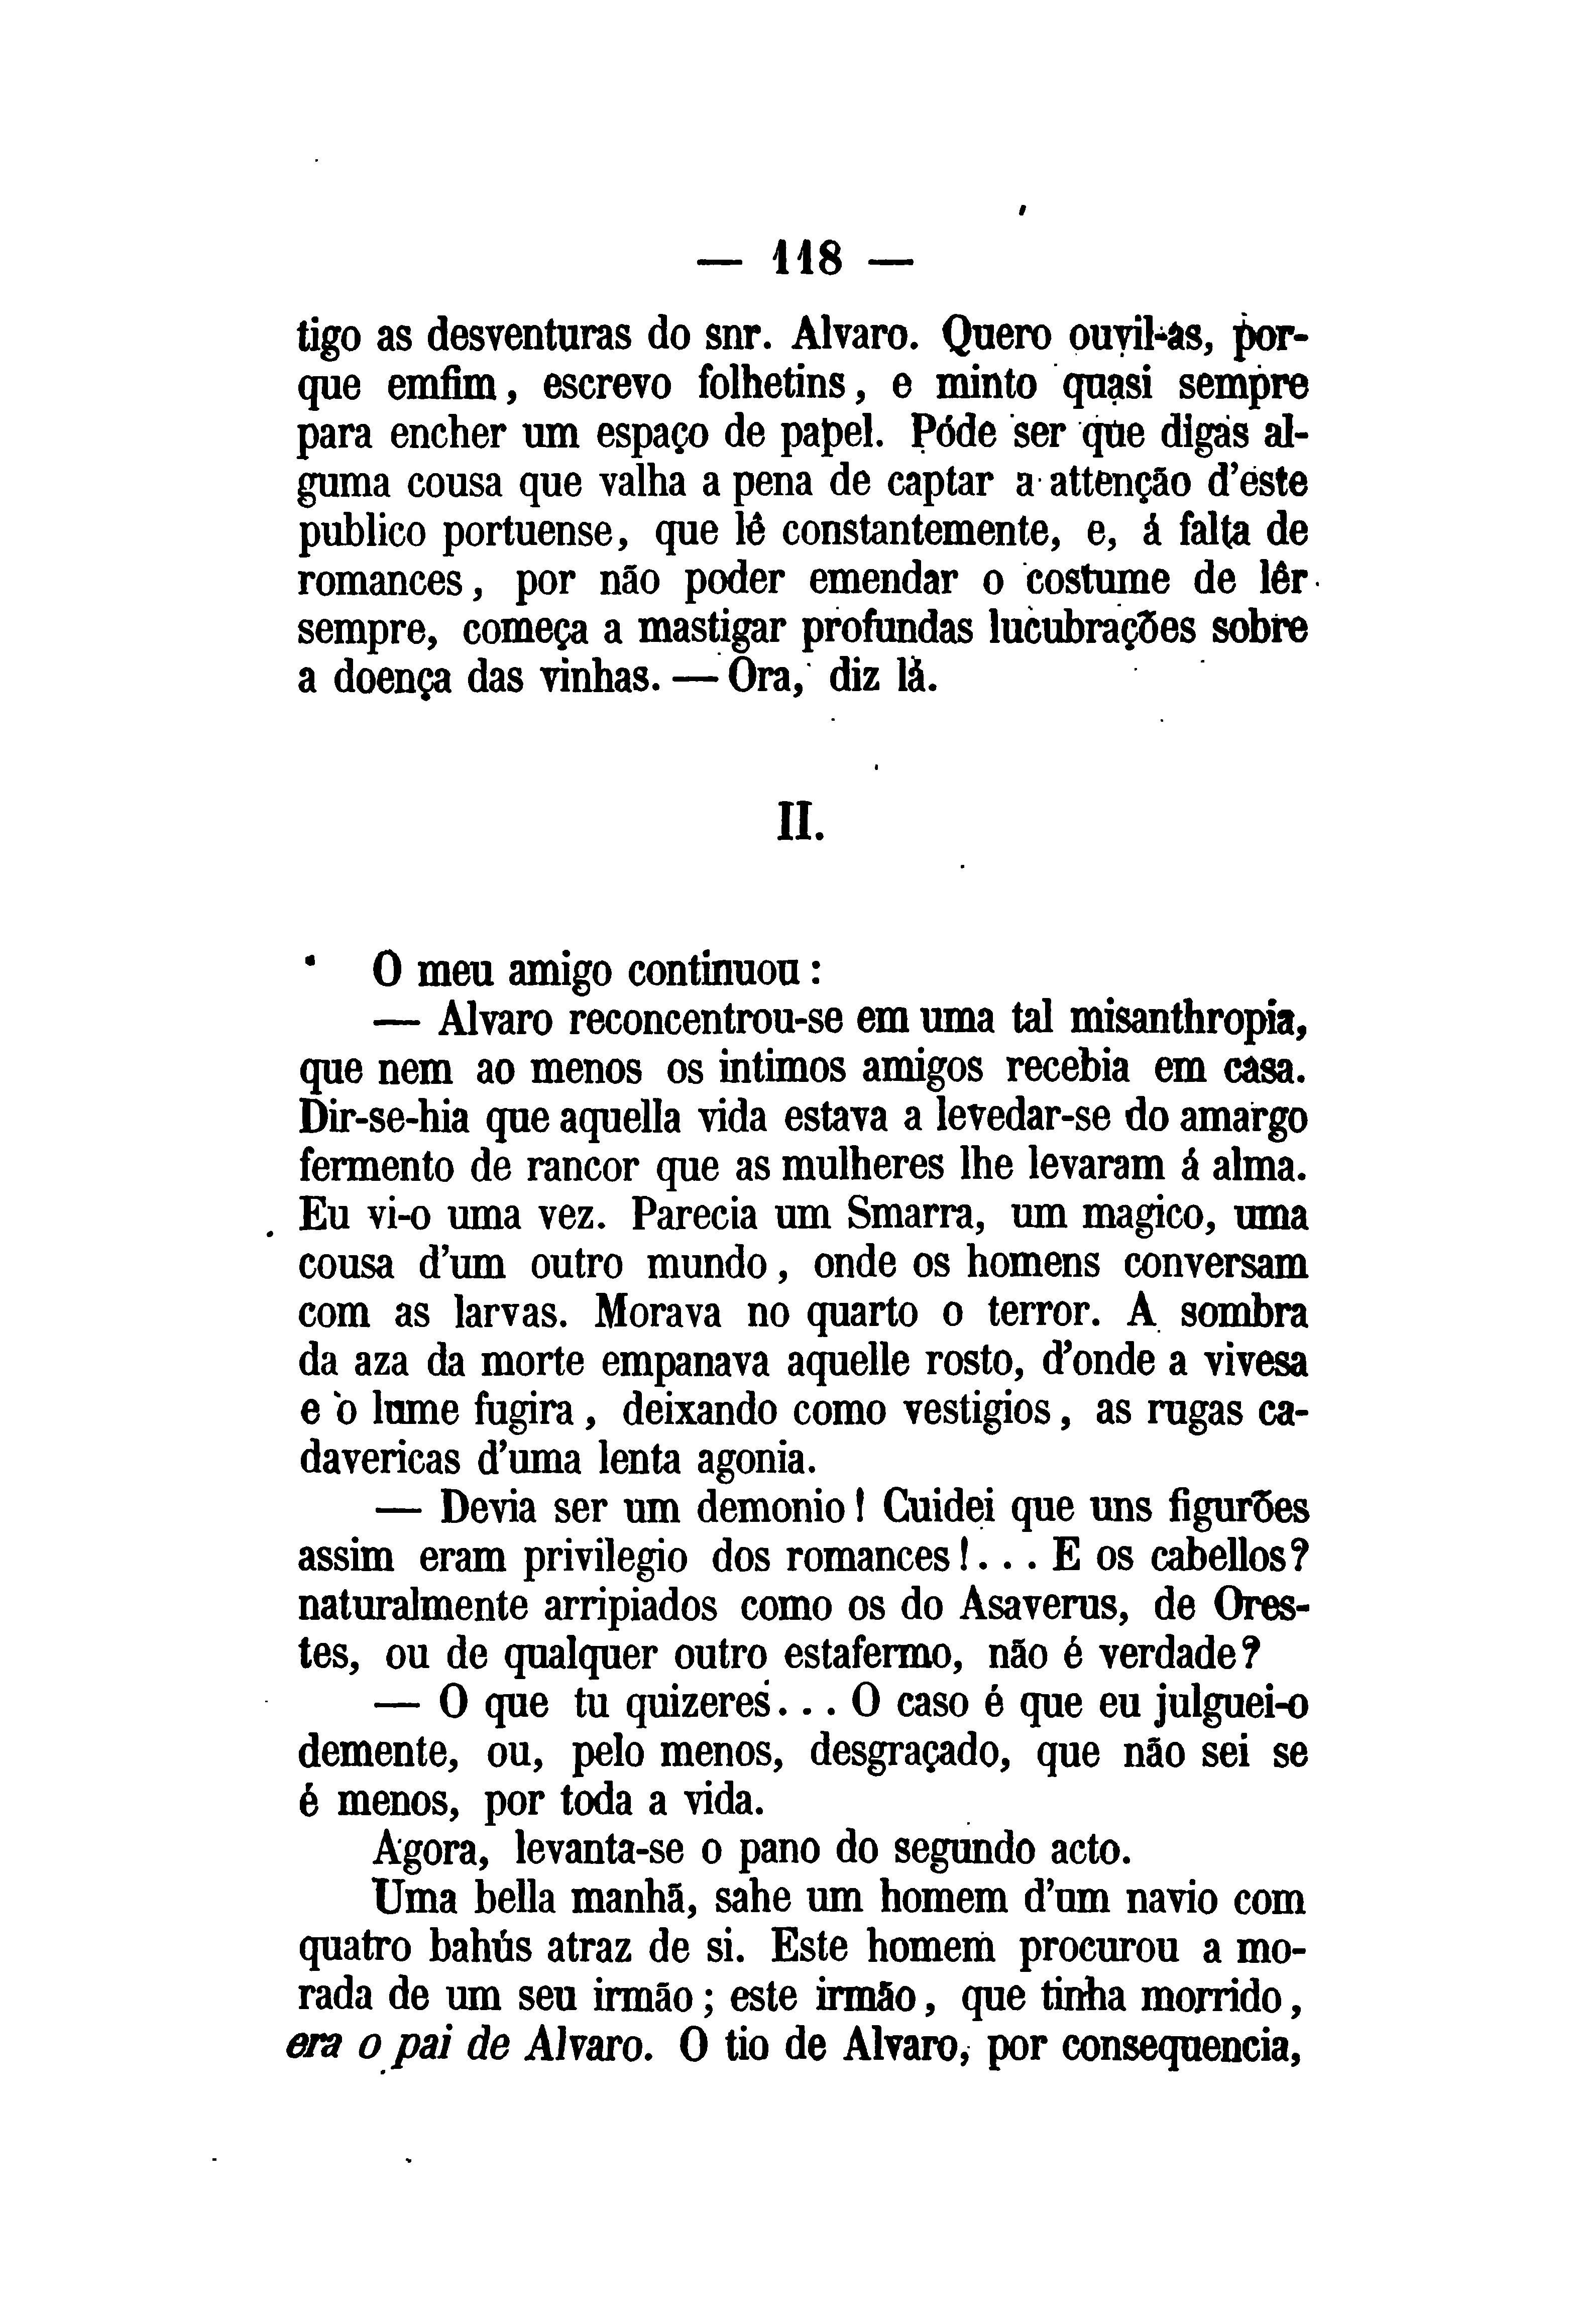 — 118 —
tigo as desventuras do snr. Alvaro. Quero ouvil-as, por-
que emfim, escrevo folhetins, e minto quasi sempre
para encher um espaço de papel. Póde ser que digas al-
guma cousa que valha a pena de captar a attenção d'este
publico portuense, que lê constantemente, e, á falta de
romances, por não poder emendar o costume de lêr
sempre, começa a mastigar profundas lucubrações sobre
a doença das vinhas. — Ora, diz lá.
II.
O meu amigo continuou:
— Alvaro reconcentrou-se em uma tal misanthropia,
que nem ao menos os intimos amigos recebia em casa.
Dir-se-hia que aquella vida estava a levedar-se do amargo
fermento de rancor que as mulheres lhe levaram á alma.
Eu vi-o uma vez. Parecia um Smarra, um magico, uma
cousa d'um outro mundo, onde os homens conversam
com as larvas. Morava no quarto o terror. A sombra
da aza da morte empanava aquelle rosto, d'onde a vivesa
e o lume fugira, deixando como vestigios, as rugas ca-
davericas d'uma lenta agonia.
— Devia ser um demonio! Cuidei que uns figurões
assim eram privilegio dos romances!... E os cabellos?
naturalmente arripiados como os do Asaverus, de Ores-
tes, ou de qualquer outro estafermo, não é verdade?
— O que tu quizeres... O caso é que eu julguei-o
demente, ou, pelo menos, desgraçado, que não sei se
é menos, por toda a vida.
Agora, levanta-se o pano do segundo acto.
Uma bella manhã, sahe um homem d'um navio com
quatro bahús atraz de si. Este homem procurou a mo-
rada de um seu irmão; este irmão, que tinha morrido,
era o pai de Alvaro. O tio de Alvaro, por consequencia,